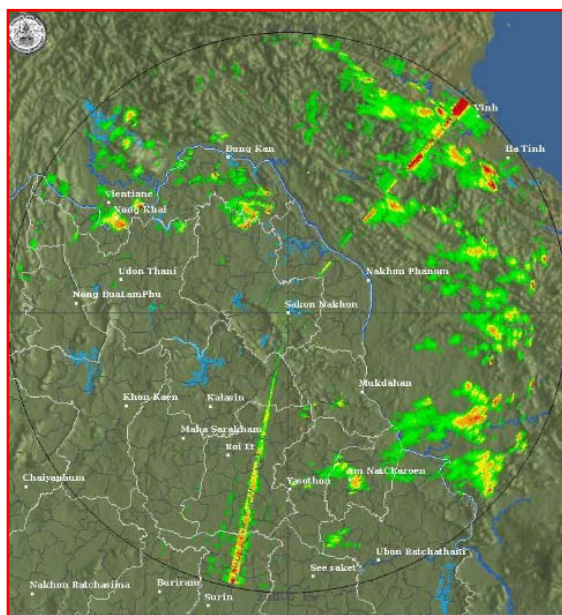 Vinh
Ha Tinh
Bung Kan
Vientiane
Nong Khai
Udon Thani
Nakhon Phanom
Nong BuaLamPhu
Sakon Nakhon
Mukdahan
Khon Kaen
Kalasin
Maha Sarakham
Roi Et
Am NatCharoen
Chaiyaphum
Yasothon
Ubon Ratchathani
See saket
Nakhon Ratchasima
Buriram
Surin